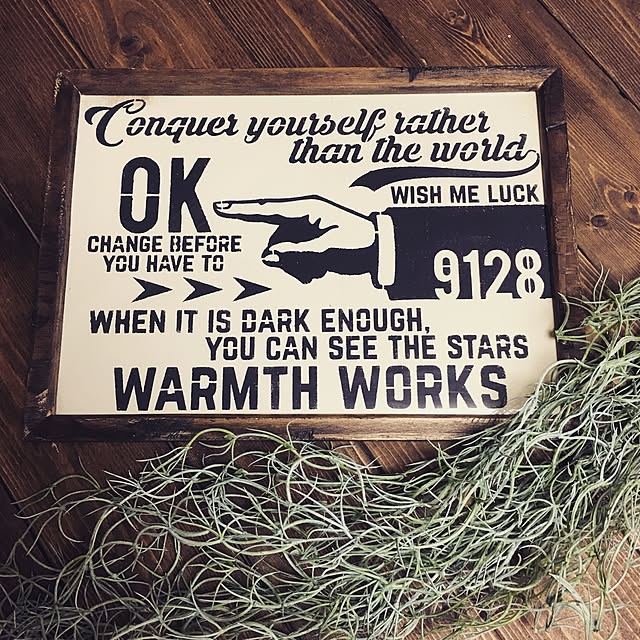 Conquer yourself rather
than the world
OK
WISH ME LUCK
CHANGE BEFORE
YOU HAVE TO
9128
WHEN IT IS DARK ENOUGH,
YOU CAN SEE THE STARS
WARMTH WORKS